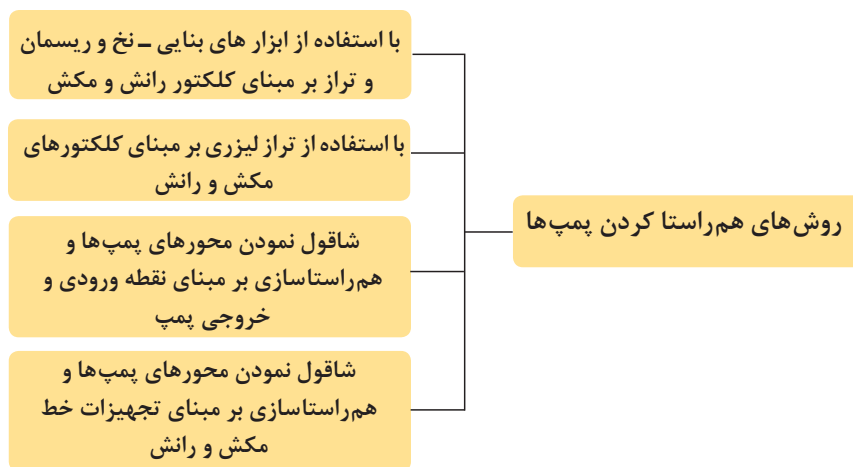 روش‌های هم‌راستا کردن پمپ‌ها
با استفاده از ابزار های بنایی ـ نخ و ریسمان
و تراز بر مبنای کلکتور رانش و مکش
با استفاده از تراز لیزری بر مبنای کلکتورهای
مکش و رانش
شاقول نمودن محورهای پمپ‌ها و
هم‌راستاسازی بر مبنای نقطه ورودی و
خروجی پمپ
شاقول نمودن محورهای پمپ‌ها و
هم‌راستاسازی بر مبنای تجهیزات خط
مکش و رانش